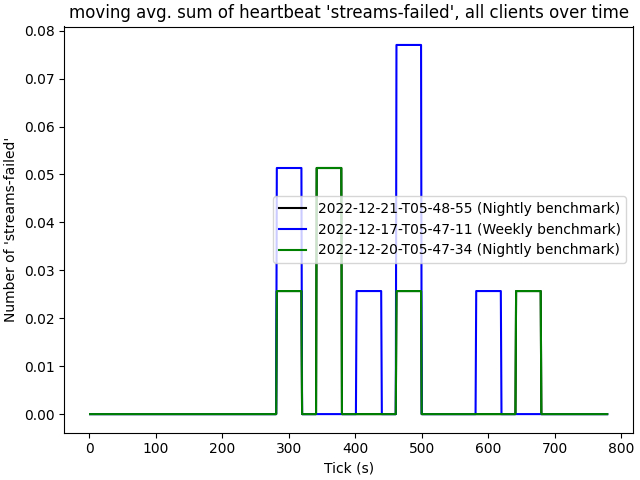 moving avg. sum of heartbeat 'streams-failed', all clients over time
Number of 'streams-failed'
0.08
0.07
0.06
0.05
0.04
0.03
0.02
0.01
0.00
2022-12-21-T05-48-55 (Nightly benchmark)
2022-12-17-T05-47-11 (Weekly benchmark)
2022-12-20-T05-47-34 (Nightly benchmark)
0 100 200 300 400 500 600 700 800
Tick (s)